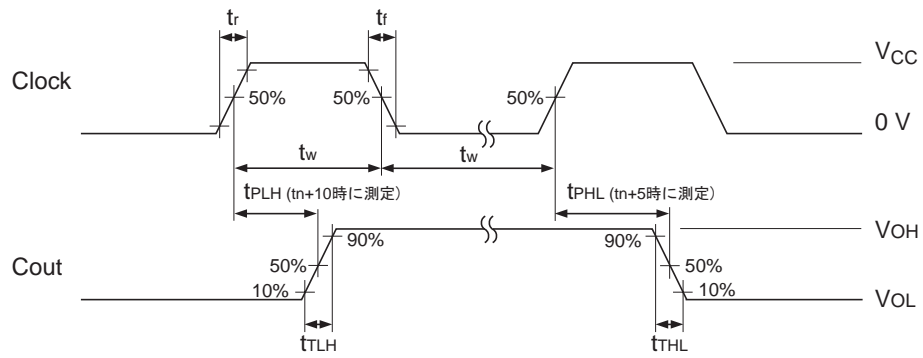 tr
tf
VCC
Clock
50%
50%
50%
0 V
tw
tw
tPLH (tn+10時に測定)
tPHL (tn+5時に測定)
VOH
90%
90%
Cout
50%
50%
10%
10%
VOL
tTLH
tTHL